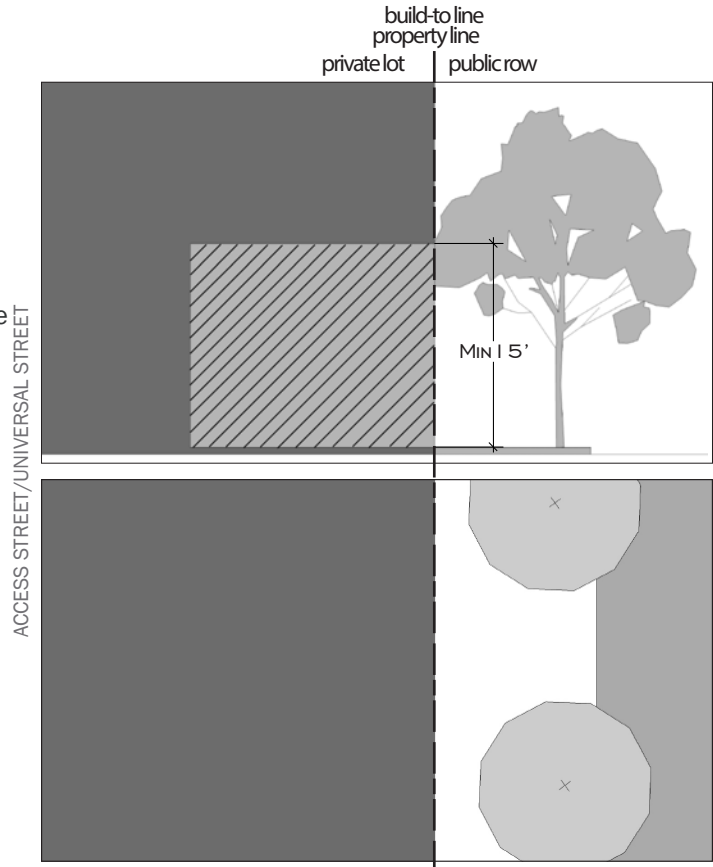 build-to line
property line
private lot
public row
e
ACCESS STREET/UNIVERSAL STREET
MIN 15'